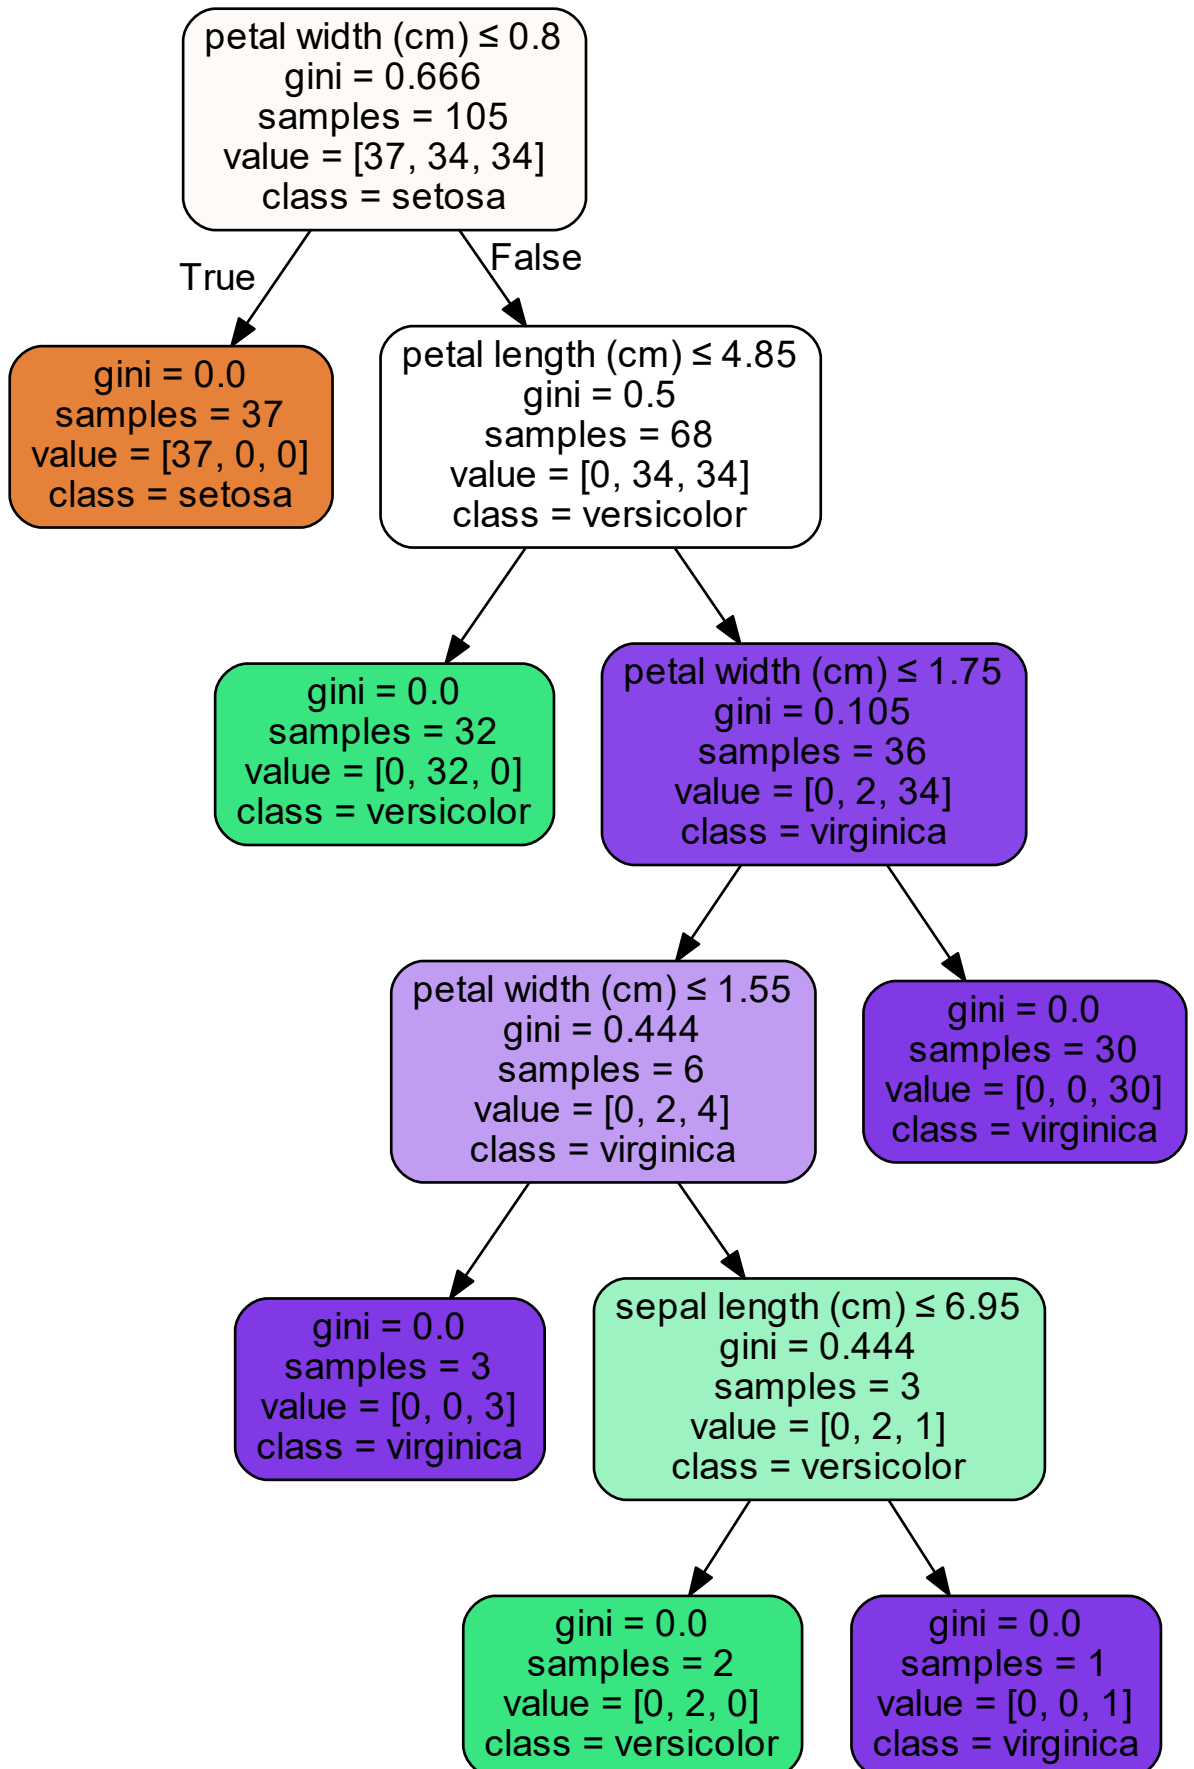 petal width (cm) ≤ 0.8
gini = 0.666
samples = 105
value = [37, 34, 34]
class = setosa
True
False
gini = 0.0
samples = 37
value = [37, 0, 0]
class = setosa
petal length (cm) ≤ 4.85
gini = 0.5
samples = 68
value = [0, 34, 34]
class = versicolor
gini = 0.0
samples = 32
value = [0, 32, 0]
class = versicolor
petal width (cm) ≤ 1.75
gini = 0.105
samples = 36
value = [0, 2, 34]
class = virginica
petal width (cm) ≤ 1.55
gini = 0.444
samples = 6
value = [0, 2, 4]
class = virginica
gini = 0.0
samples = 30
value = [0, 0, 30]
class = virginica
gini = 0.0
samples = 3
value = [0, 0, 3]
class = virginica
sepal length (cm) ≤ 6.95
gini = 0.444
samples = 3
value = [0, 2, 1]
class = versicolor
gini = 0.0
samples = 2
value = [0, 2, 0]
class = versicolor
gini = 0.0
samples = 1
value = [0, 0, 1]
class = virginica